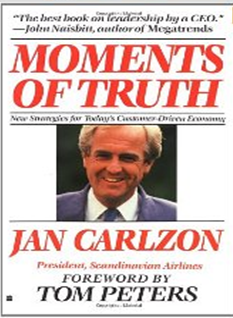 "The best book on leadership by a CEO."
—John Naisbitt, author of Megatrends
MOMENTS
OF TRUTH
New Strategies for Today's Customer-Driven Economy
JAN CARLZON
President, Scandinavian Airlines
FOREWORD BY
TOM PETERS